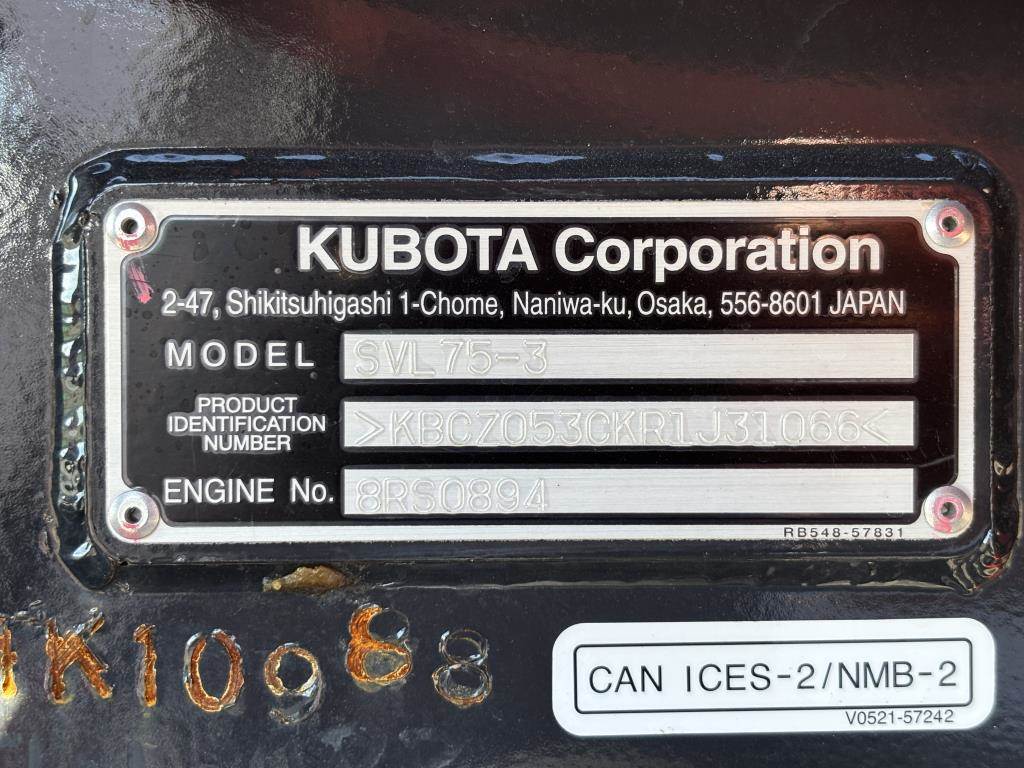 KUBOTA Corporation
2-47, Shikitsuhigashi 1-Chome, Naniwa-ku, Osaka, 556-8601 JAPAN
MODEL SVL75-3
PRODUCT
IDENTIFICATION
NUMBER
>KBCZ053CKR1J31066<
ENGINE No. 8RS0894
RB548-57831
K10968
CAN ICES-2/NMB-2
V0521-57242